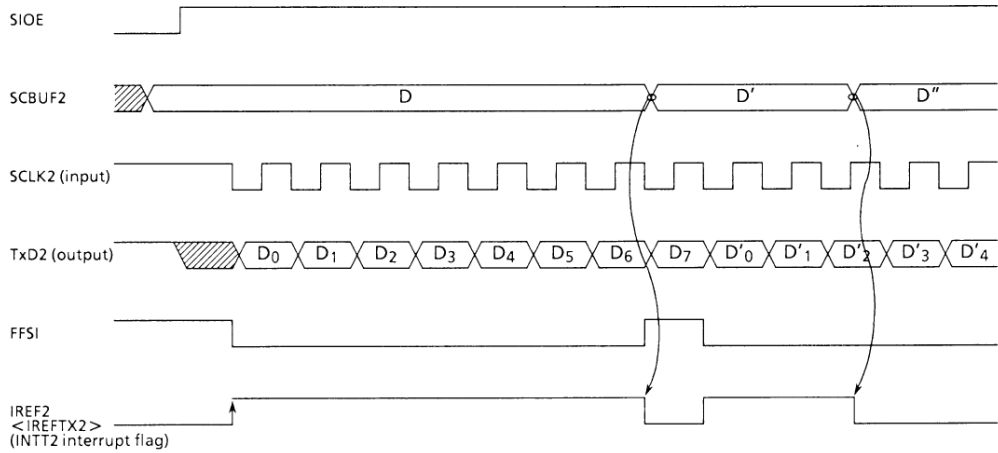 SIOE
SCBUF2
D
D'
D"
SCLK2 (input)
TxD2 (output)
D0
D1
D2
D3
D4
D5
D6
D7
D'0
D'1
D'2
D'3
D'4
FFSI
IREF2
<IREFTX2>
(INTT2 interrupt flag)